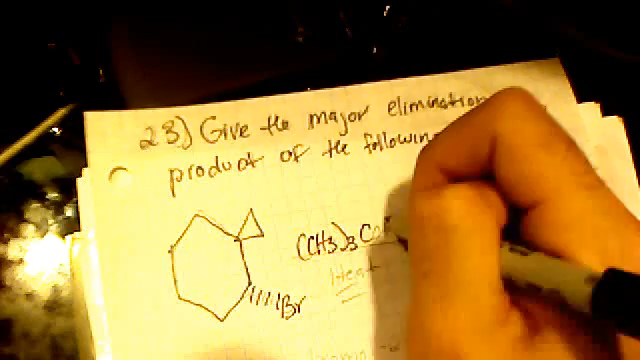 23) Give the major elimination
product of the following
(CH3)3CO
Heat
Br